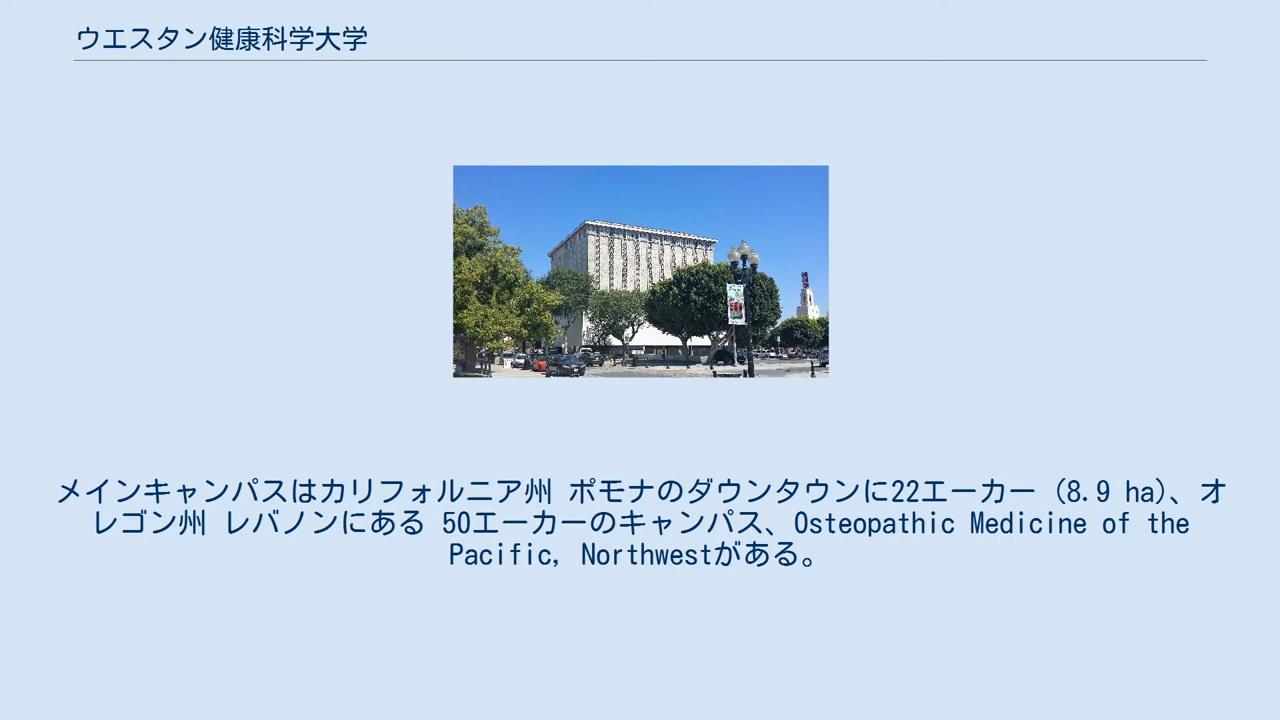 ウエスタン健康科学大学
メインキャンパスはカリフォルニア州 ポモナのダウンタウンに22エーカー (8.9 ha)、オ
レゴン州 レバノンにある 50エーカーのキャンパス、Osteopathic Medicine of the
Pacific, Northwestがある。